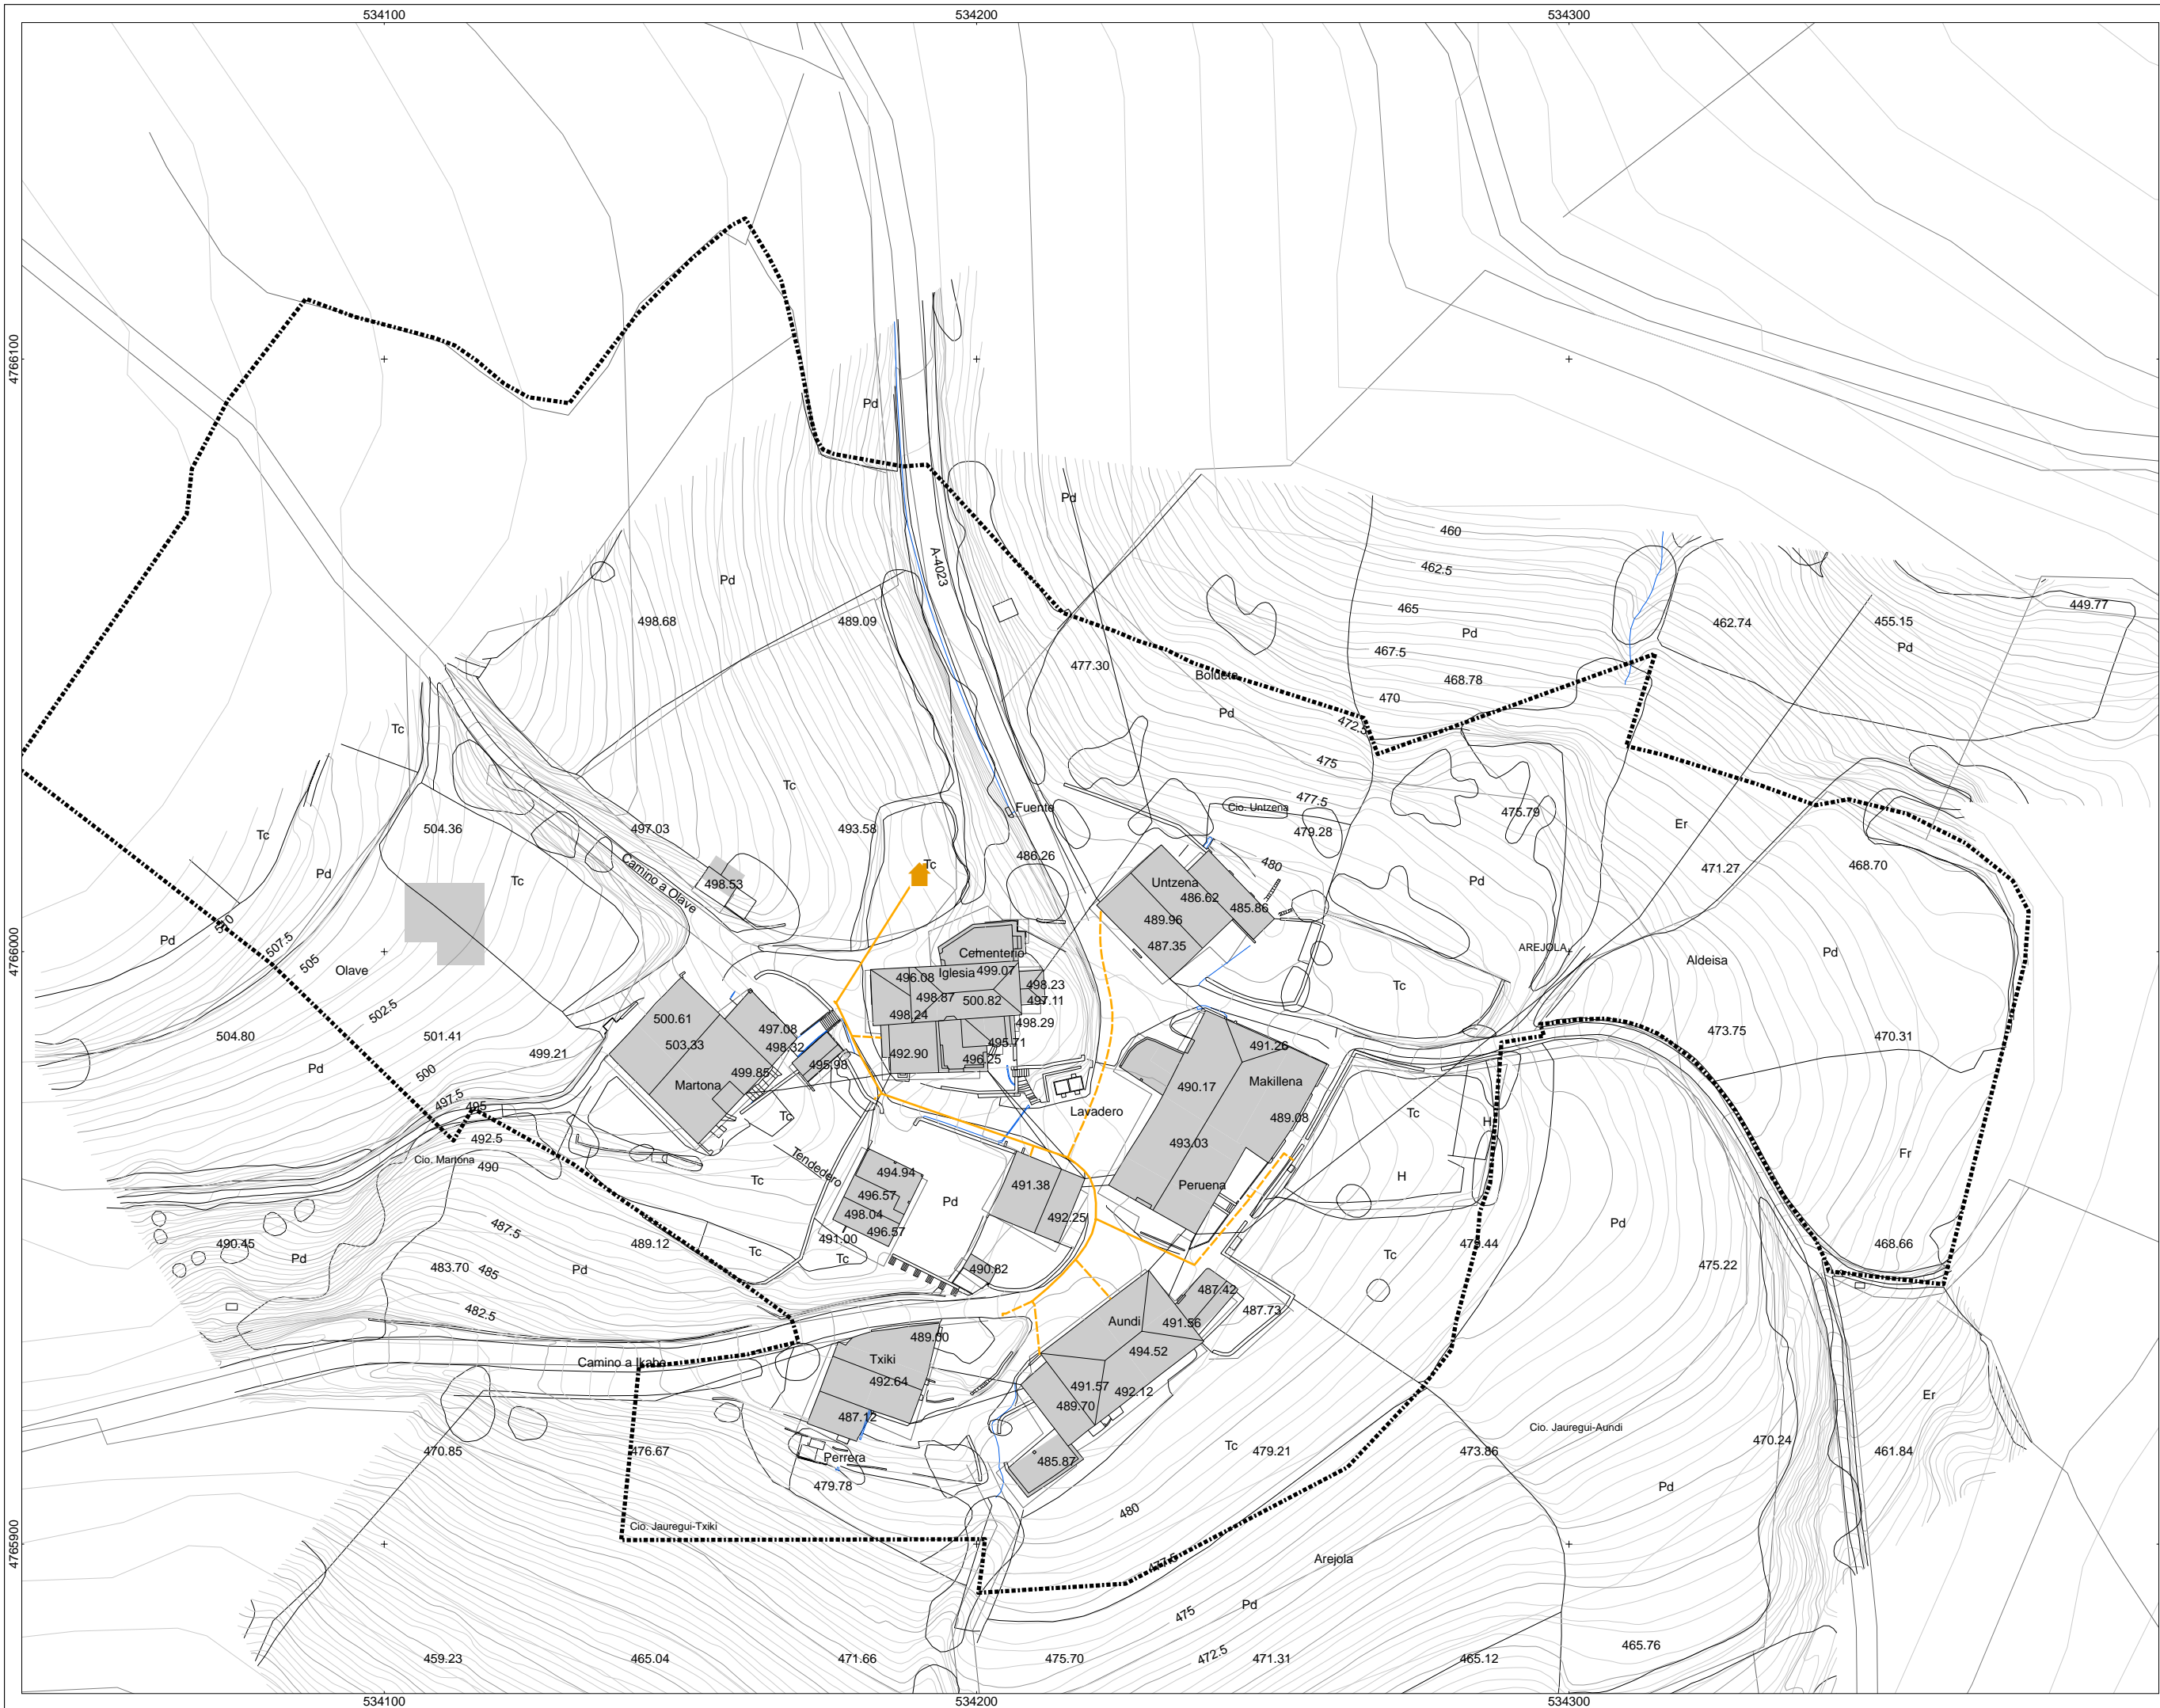 534100 534200 534300
4766100
Pd
Pd
A-4023
460
Pd
462.5
465
449.77
498.68
489.09
462.74
455.15
Pd
Pd
467.5
477.30
Bolueta
468.78
470
Pd
472.5
Tc
475
Tc
477.5
Cio. Untzena
Fuente
475.79
Er
Tc
504.36
497.03
493.58
479.28
486.26
480
Tc
471.27
468.70
Pd
Tc
Camino a Olave
498.53
Untzena
486.62
Pd
485.86
510
489.96
4766000
Pd
507.5
505
Olave
Cementerio
487.35
AREJOLA
Aldeisa
Pd
496.08
Iglesia
499.07
498.23
Tc
498.87
500.82
497.11
502.5
500.61
498.24
498.29
504.80
501.41
497.08
473.75
470.31
503.33
498.32
495.71
491.26
499.21
492.90
496.25
Pd
500
499.85
495.98
Martona
490.17
Makillena
497.5
495
Tc
Lavadero
489.08
Tc
H
492.5
493.03
Cio. Martona
490
Tendedero
494.94
Fr
Tc
496.57
Pd
491.38
Peruena
H
498.04
492.25
487.5
491.00
496.57
Pd
490.45
Pd
489.12
Tc
Tc
Tc
479.44
468.66
483.70
485
Pd
490.82
475.22
487.42
482.5
487.73
Aundi
491.56
489.00
494.52
Camino a Ikabe
Txiki
492.64
491.57
492.12
Er
489.70
487.12
Cio. Jauregui-Aundi
470.85
476.67
Perrera
485.87
Tc
479.21
473.86
470.24
461.84
479.78
Pd
480
Cio. Jauregui-Txiki
4765900
477.5
Arejola
475
Pd
472.5
465.76
459.23
465.04
471.66
475.70
471.31
465.12
534100 534200 534300